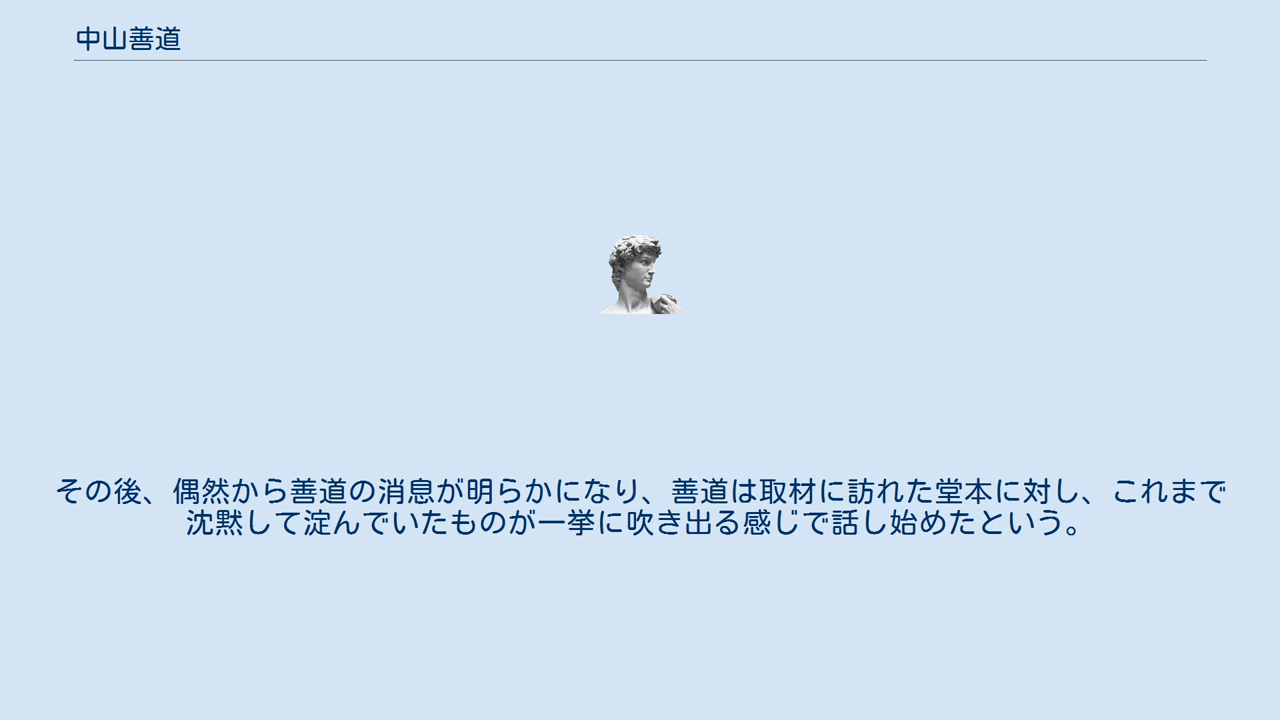 中山善道
その後、偶然から善道の消息が明らかになり、善道は取材に訪れた堂本に対し、これまで
沈黙して淀んでいたものが一挙に吹き出る感じで話し始めたという。